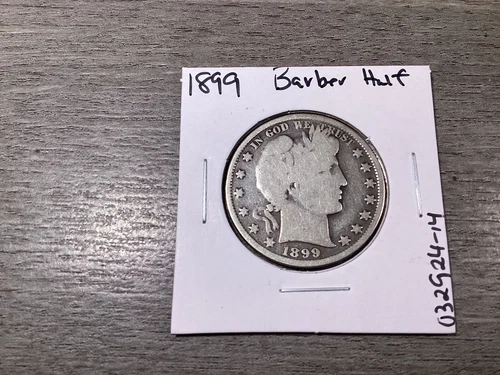 1899 Barber Half
IN GOD WE TRUST
1899
032924-14